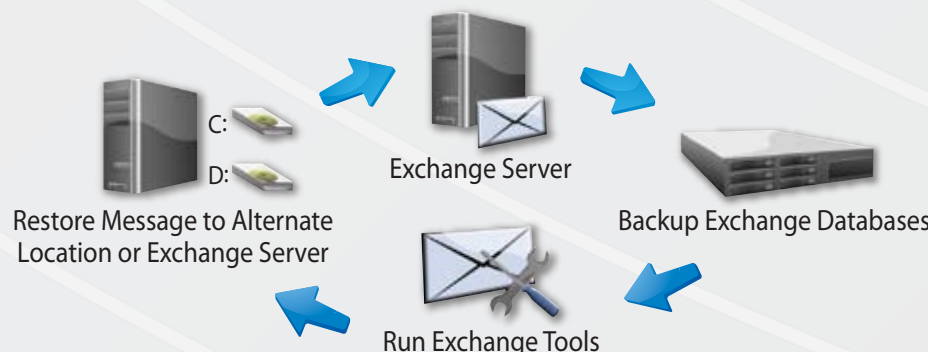 Exchange Server
C:
D:
Restore Message to Alternate
Location or Exchange Server
Backup Exchange Databases
Run Exchange Tools